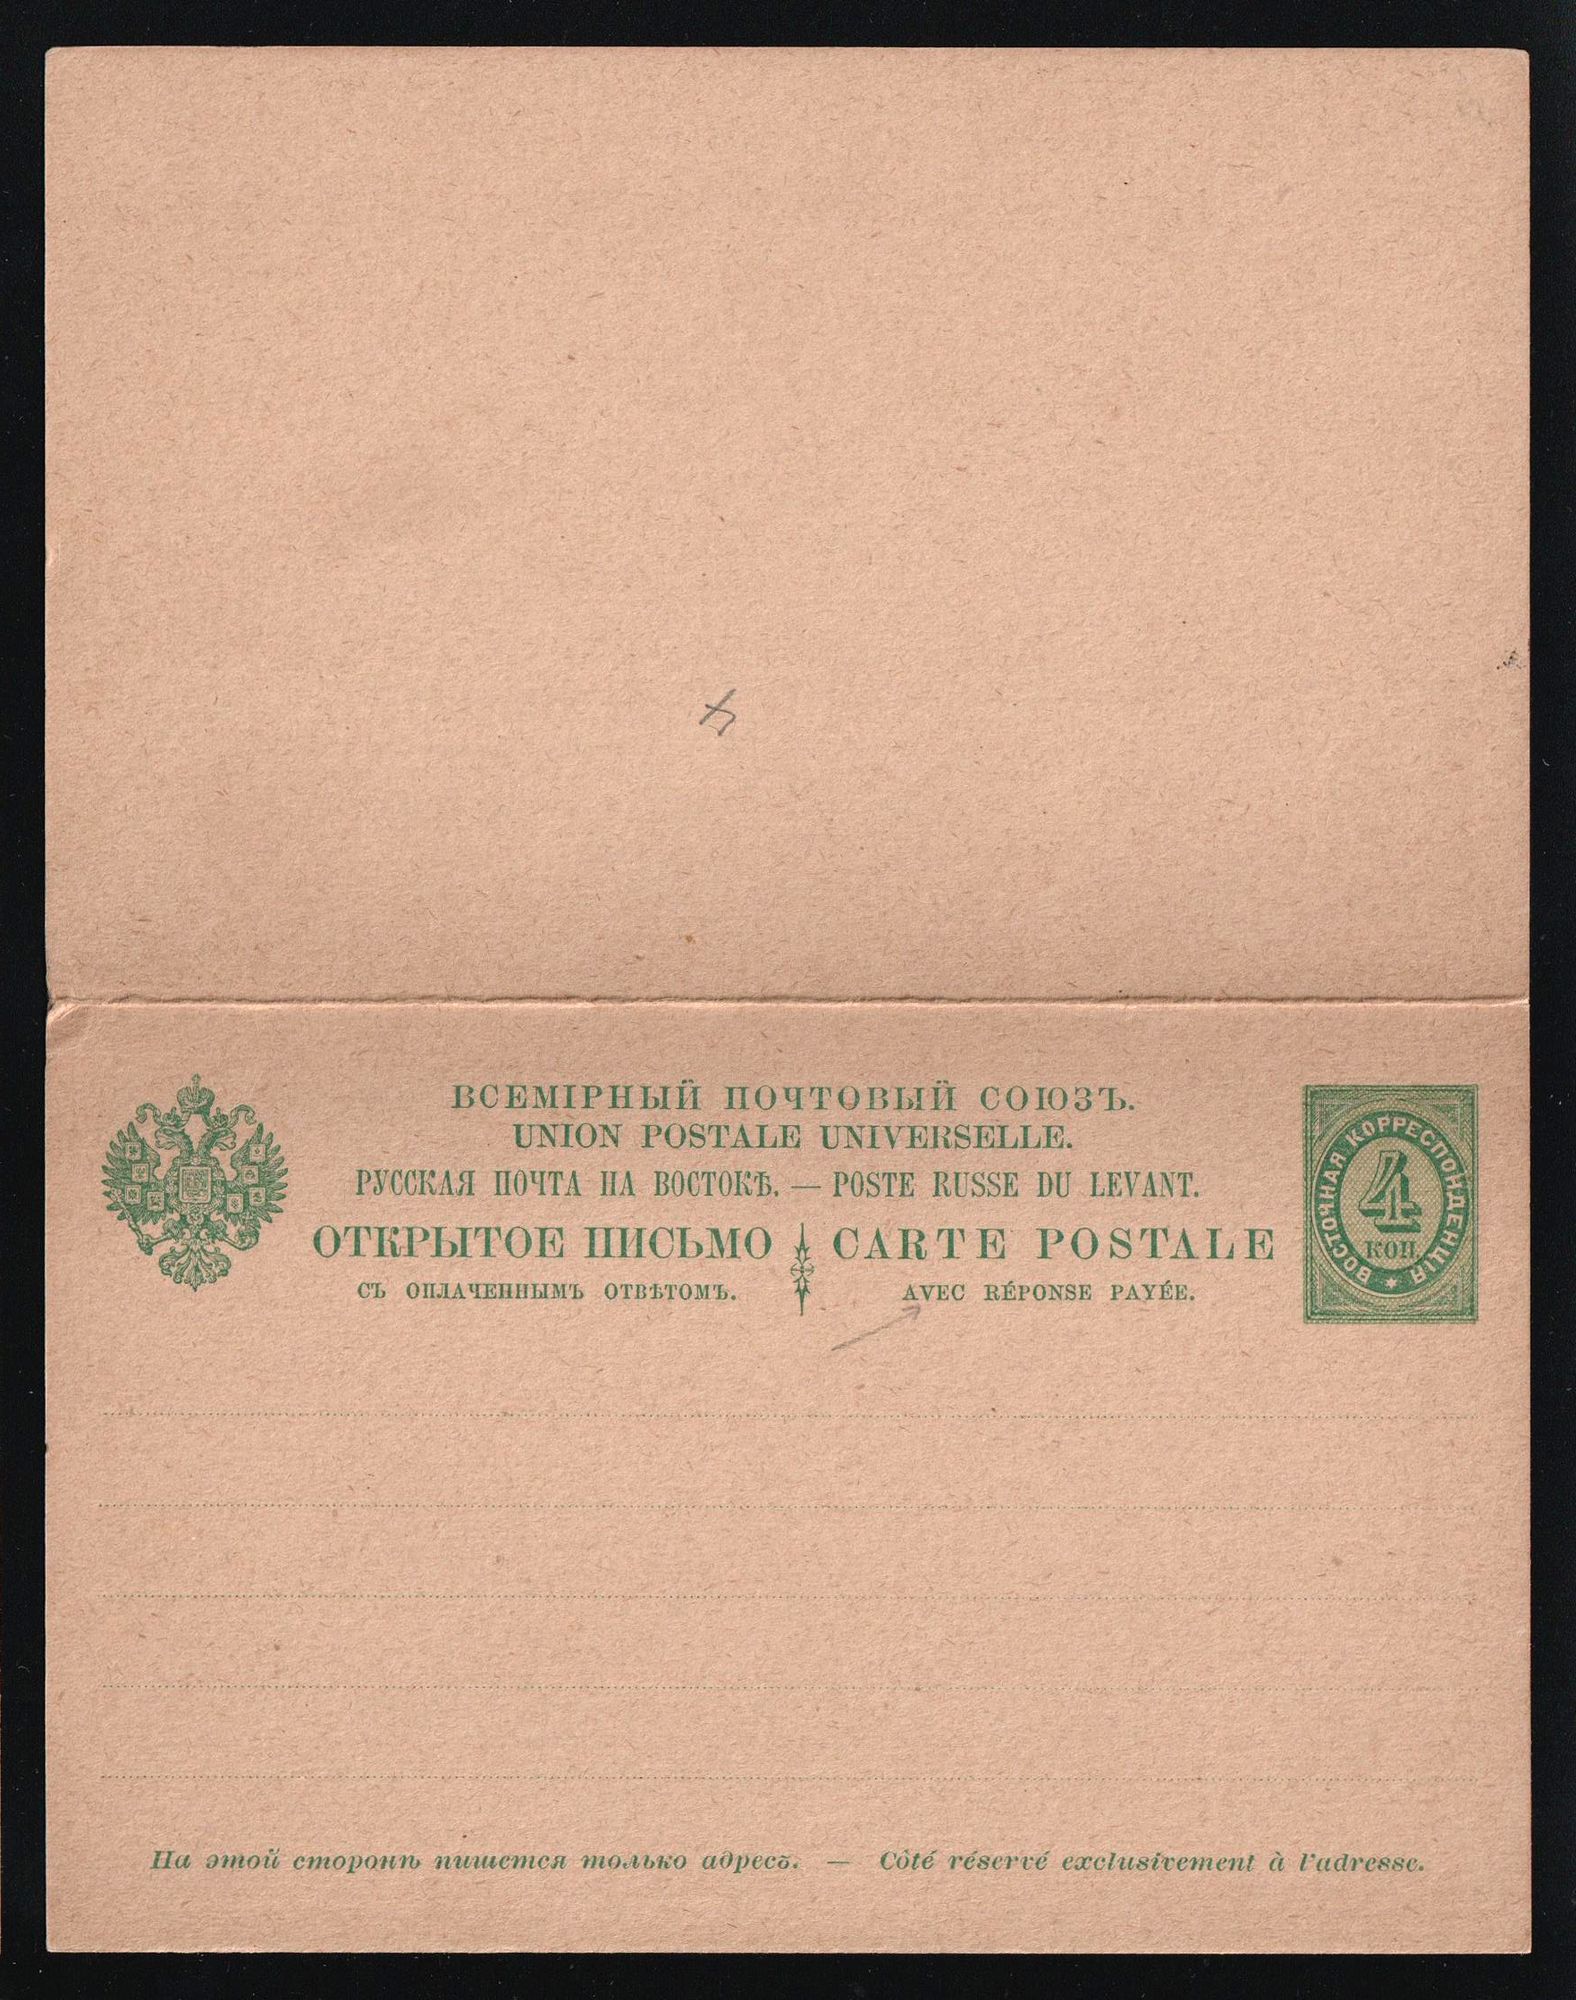 ВСЕМІРНЫЙ ПОЧТОВЫЙ СОЮЗЪ.
UNION POSTALE UNIVERSELLE.
РУССКАЯ ПОЧТА НА ВОСТОКѢ. — POSTE RUSSE DU LEVANT.
ОТКРЫТОЕ ПИСЬМО CARTE POSTALE
СЪ ОПЛАЧЕННЫМЪ ОТВѢТОМЪ. AVEC RÉPONSE PAYÉE.
ВОСТОЧНАЯ КОРРЕСПОНДЕНЦІЯ
4
КОП.
На этой сторонѣ пишется только адресъ. — Côté réservé exclusivement à l'adresse.